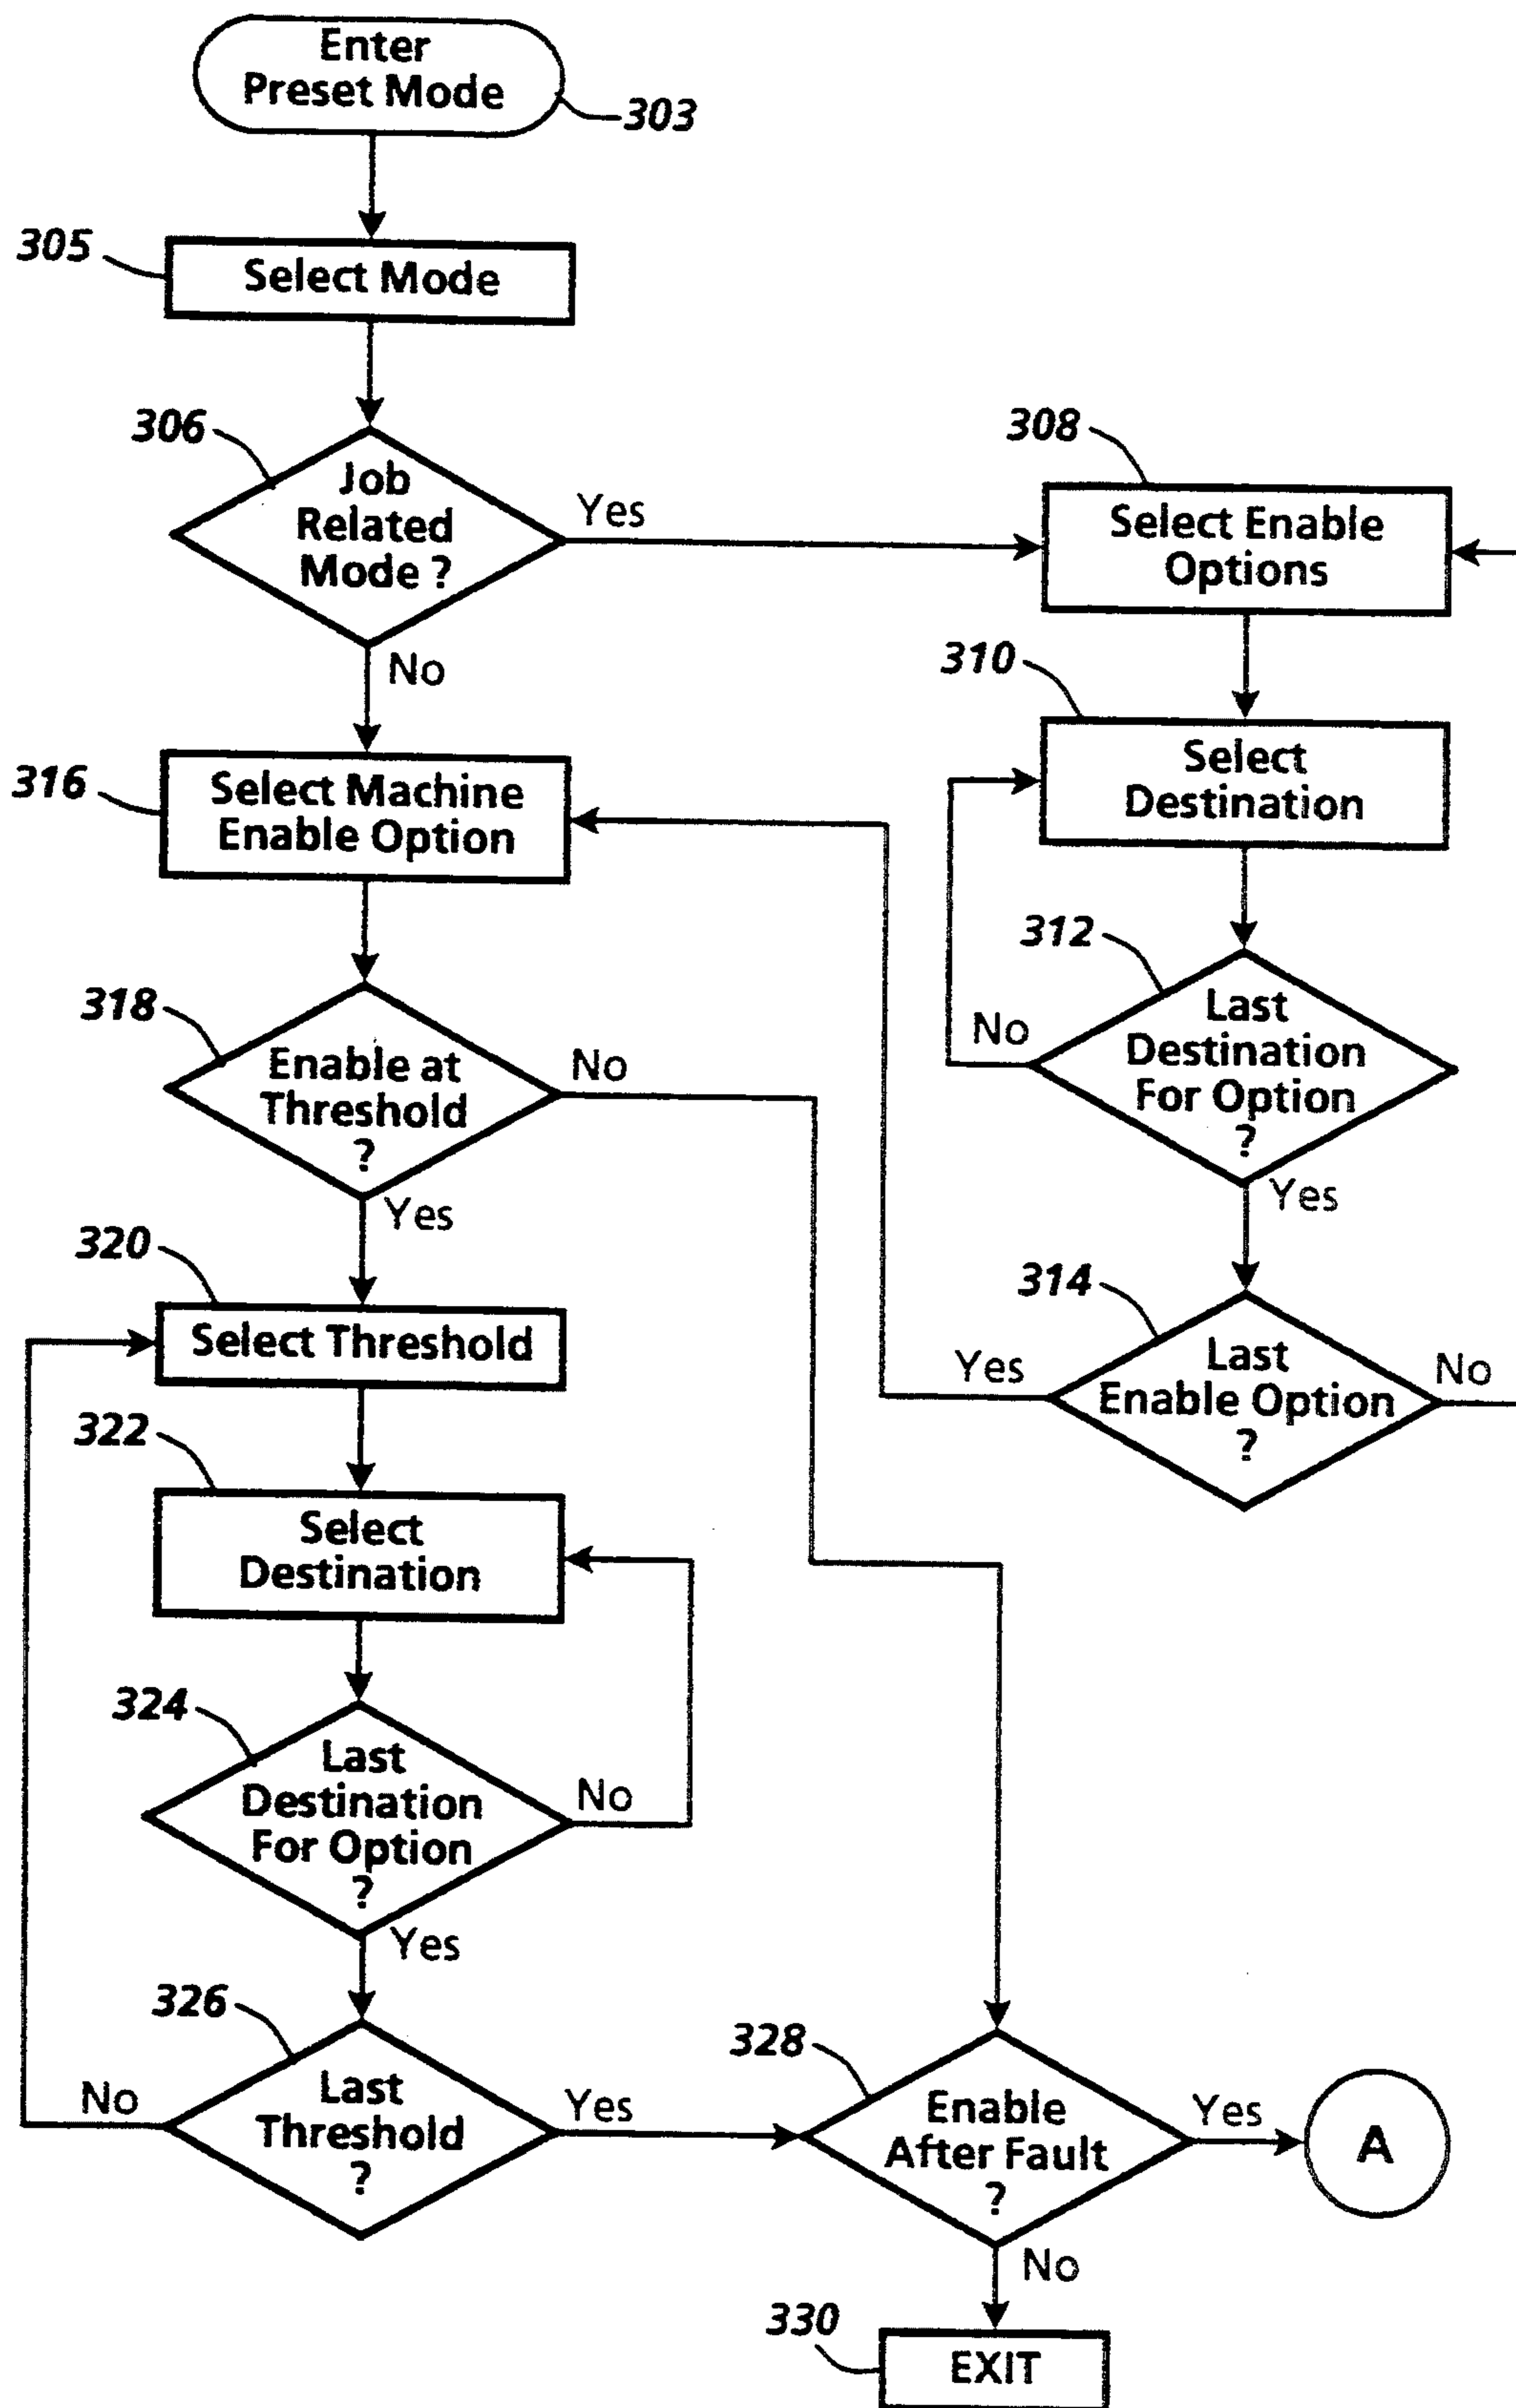 Enter
Preset Mode
303
305
Select Mode
306
Job
Related
Mode ?
Yes
No
308
Select Enable
Options
310
Select
Destination
316
Select Machine
Enable Option
312
Last
Destination
For Option
?
No
Yes
318
Enable at
Threshold
?
No
Yes
314
Last
Enable Option
?
Yes
No
320
Select Threshold
322
Select
Destination
324
Last
Destination
For Option
?
No
Yes
326
Last
Threshold
?
No
Yes
328
Enable
After Fault
?
Yes
A
No
330
EXIT